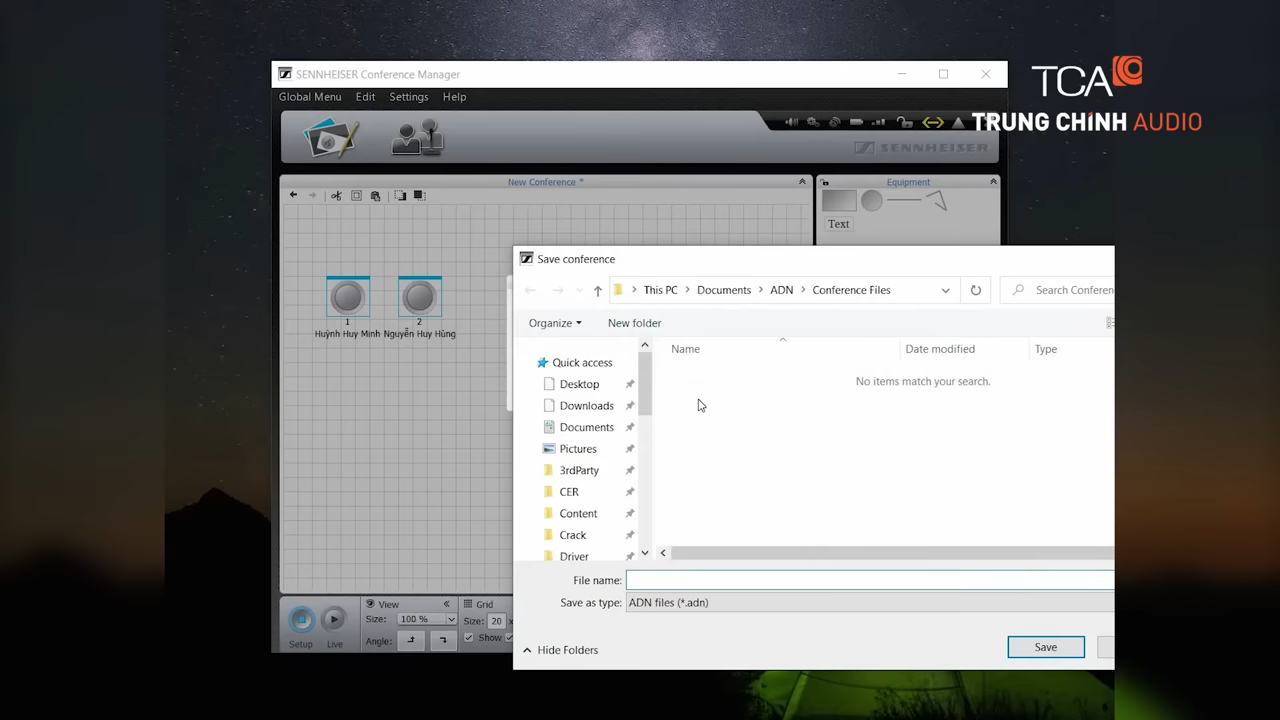 SENNHEISER Conference Manager
TCA
TRUNG CHÍNH AUDIO
Global Menu Edit Settings Help
SENNHEISER
New Conference *
Equipment
Text
1
Huỳnh Huy Minh
2
Nguyễn Huy Hùng
Save conference
This PC > Documents > ADN > Conference Files
Search Conferen
Organize
New folder
Name
Date modified
Type
No items match your search.
Quick access
Desktop
Downloads
Documents
Pictures
3rdParty
CER
Content
Crack
Driver
File name:
Save as type: ADN files (*.adn)
Hide Folders
Save
Setup
Live
View
Size: 100 %
Angle:
Grid
Size: 20 x
Show